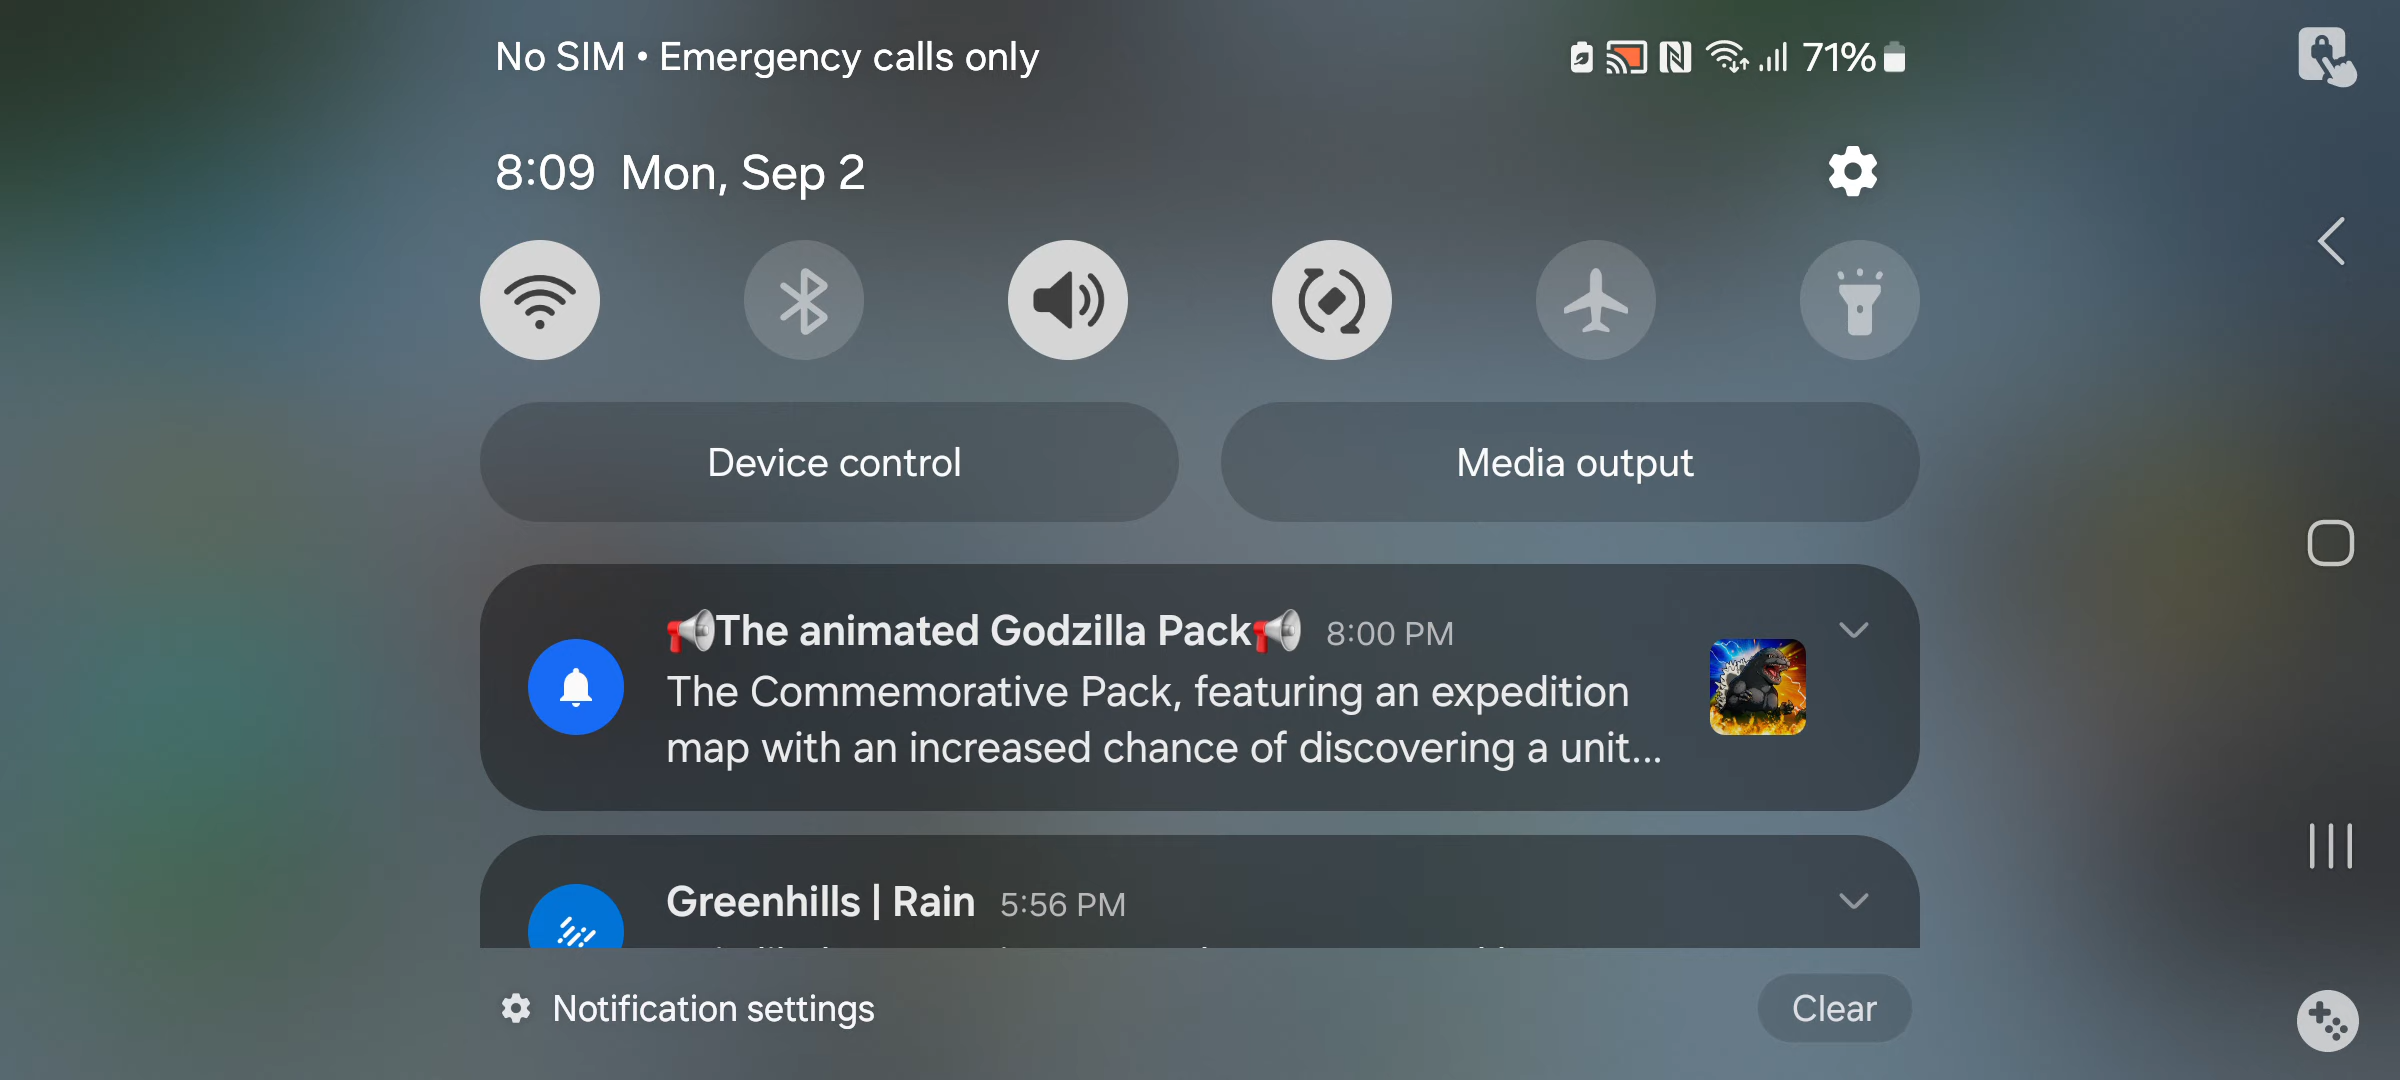 No SIM • Emergency calls only 71%
8:09 Mon, Sep 2
Device control
Media output
📢The animated Godzilla Pack📢 8:00 PM
The Commemorative Pack, featuring an expedition
map with an increased chance of discovering a unit...
Greenhills | Rain 5:56 PM
Notification settings
Clear